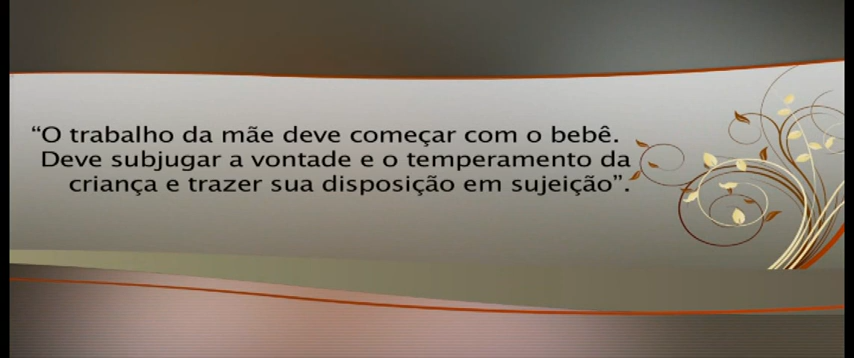 “O trabalho da mãe deve começar com o bebê.
Deve subjugar a vontade e o temperamento da
criança e trazer sua disposição em sujeição”.